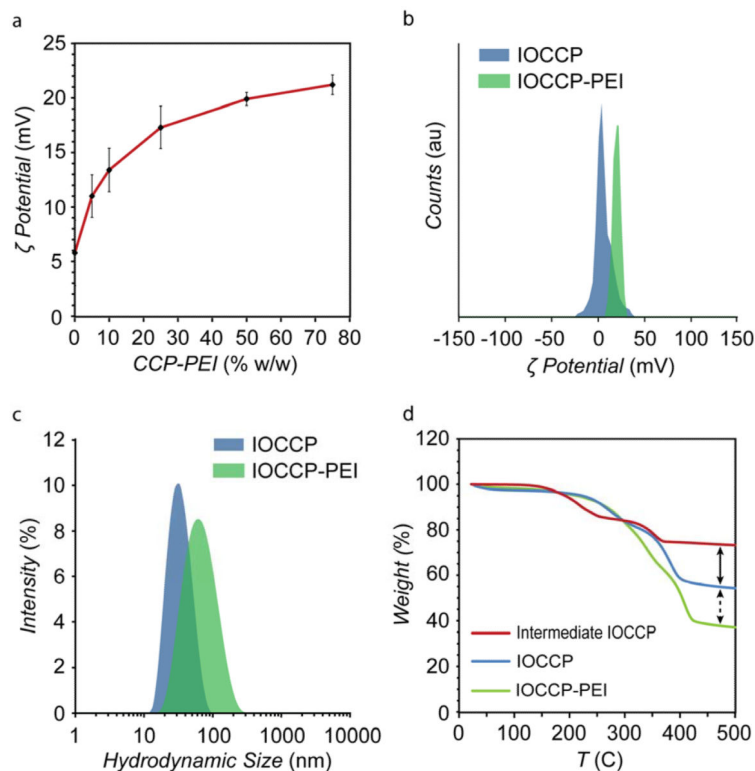 a
25
20
15
10
5
0
ζ Potential (mV)
0 10 20 30 40 50 60 70 80
CCP-PEI (% w/w)
b
IOCCP
IOCCP-PEI
Counts (au)
-150 -100 -50 0 50 100 150
ζ Potential (mV)
c
12
10
8
6
4
2
0
Intensity (%)
IOCCP
IOCCP-PEI
1 10 100 1000 10000
Hydrodynamic Size (nm)
d
120
100
80
60
40
20
0
Weight (%)
Intermediate IOCCP
IOCCP
IOCCP-PEI
0 100 200 300 400 500
T (C)